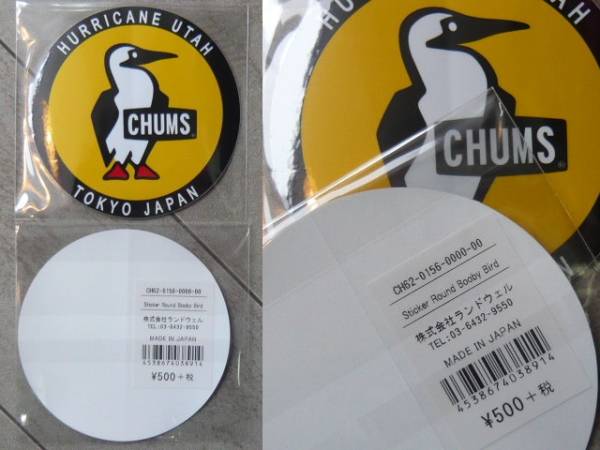 HURRICANE UTAH
CHUMS
TOKYO JAPAN
CH62-0156-0000-00
Sticker Round Booby Bird
株式会社ランドウェル
TEL:03-6432-9550
MADE IN JAPAN
4538674038914
¥500+税
HURRICANE UTAH
CHUMS
CH62-0156-0000-00
Sticker Round Booby Bird
株式会社ランドウェル
TEL:03-6432-9550
MADE IN JAPAN
4538674038914
¥500+税